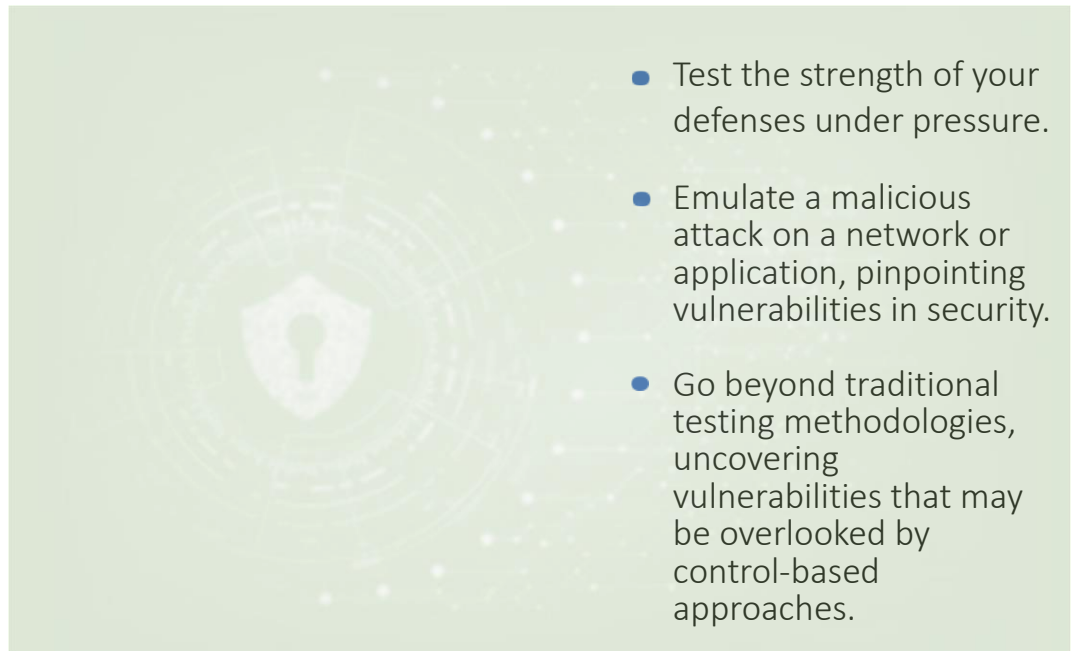 Test the strength of your
defenses under pressure.
Emulate a malicious
attack on a network or
application, pinpointing
vulnerabilities in security.
Go beyond traditional
testing methodologies,
uncovering
vulnerabilities that may
be overlooked by
control-based
approaches.